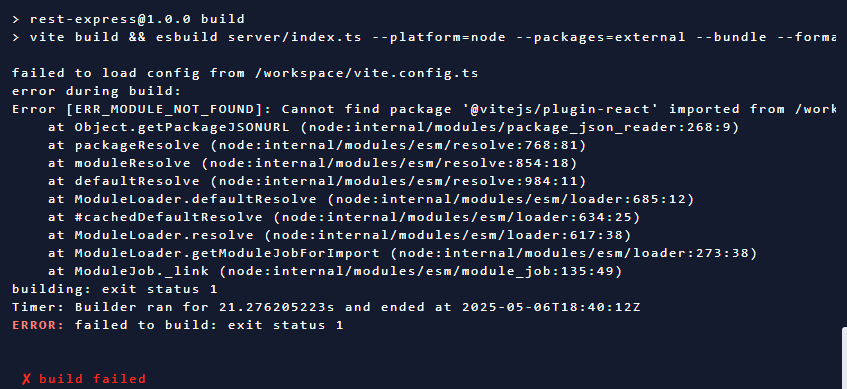 > rest-express@1.0.0 build
> vite build && esbuild server/index.ts --platform=node --packages=external --bundle --forma
failed to load config from /workspace/vite.config.ts
error during build:
Error [ERR_MODULE_NOT_FOUND]: Cannot find package '@vitejs/plugin-react' imported from /work
    at Object.getPackageJSONURL (node:internal/modules/package_json_reader:268:9)
    at packageResolve (node:internal/modules/esm/resolve:768:81)
    at moduleResolve (node:internal/modules/esm/resolve:854:18)
    at defaultResolve (node:internal/modules/esm/resolve:984:11)
    at ModuleLoader.defaultResolve (node:internal/modules/esm/loader:685:12)
    at #cachedDefaultResolve (node:internal/modules/esm/loader:634:25)
    at ModuleLoader.resolve (node:internal/modules/esm/loader:617:38)
    at ModuleLoader.getModuleJobForImport (node:internal/modules/esm/loader:273:38)
    at ModuleJob._link (node:internal/modules/esm/module_job:135:49)
building: exit status 1
Timer: Builder ran for 21.276205223s and ended at 2025-05-06T18:40:12Z
ERROR: failed to build: exit status 1
✗ build failed